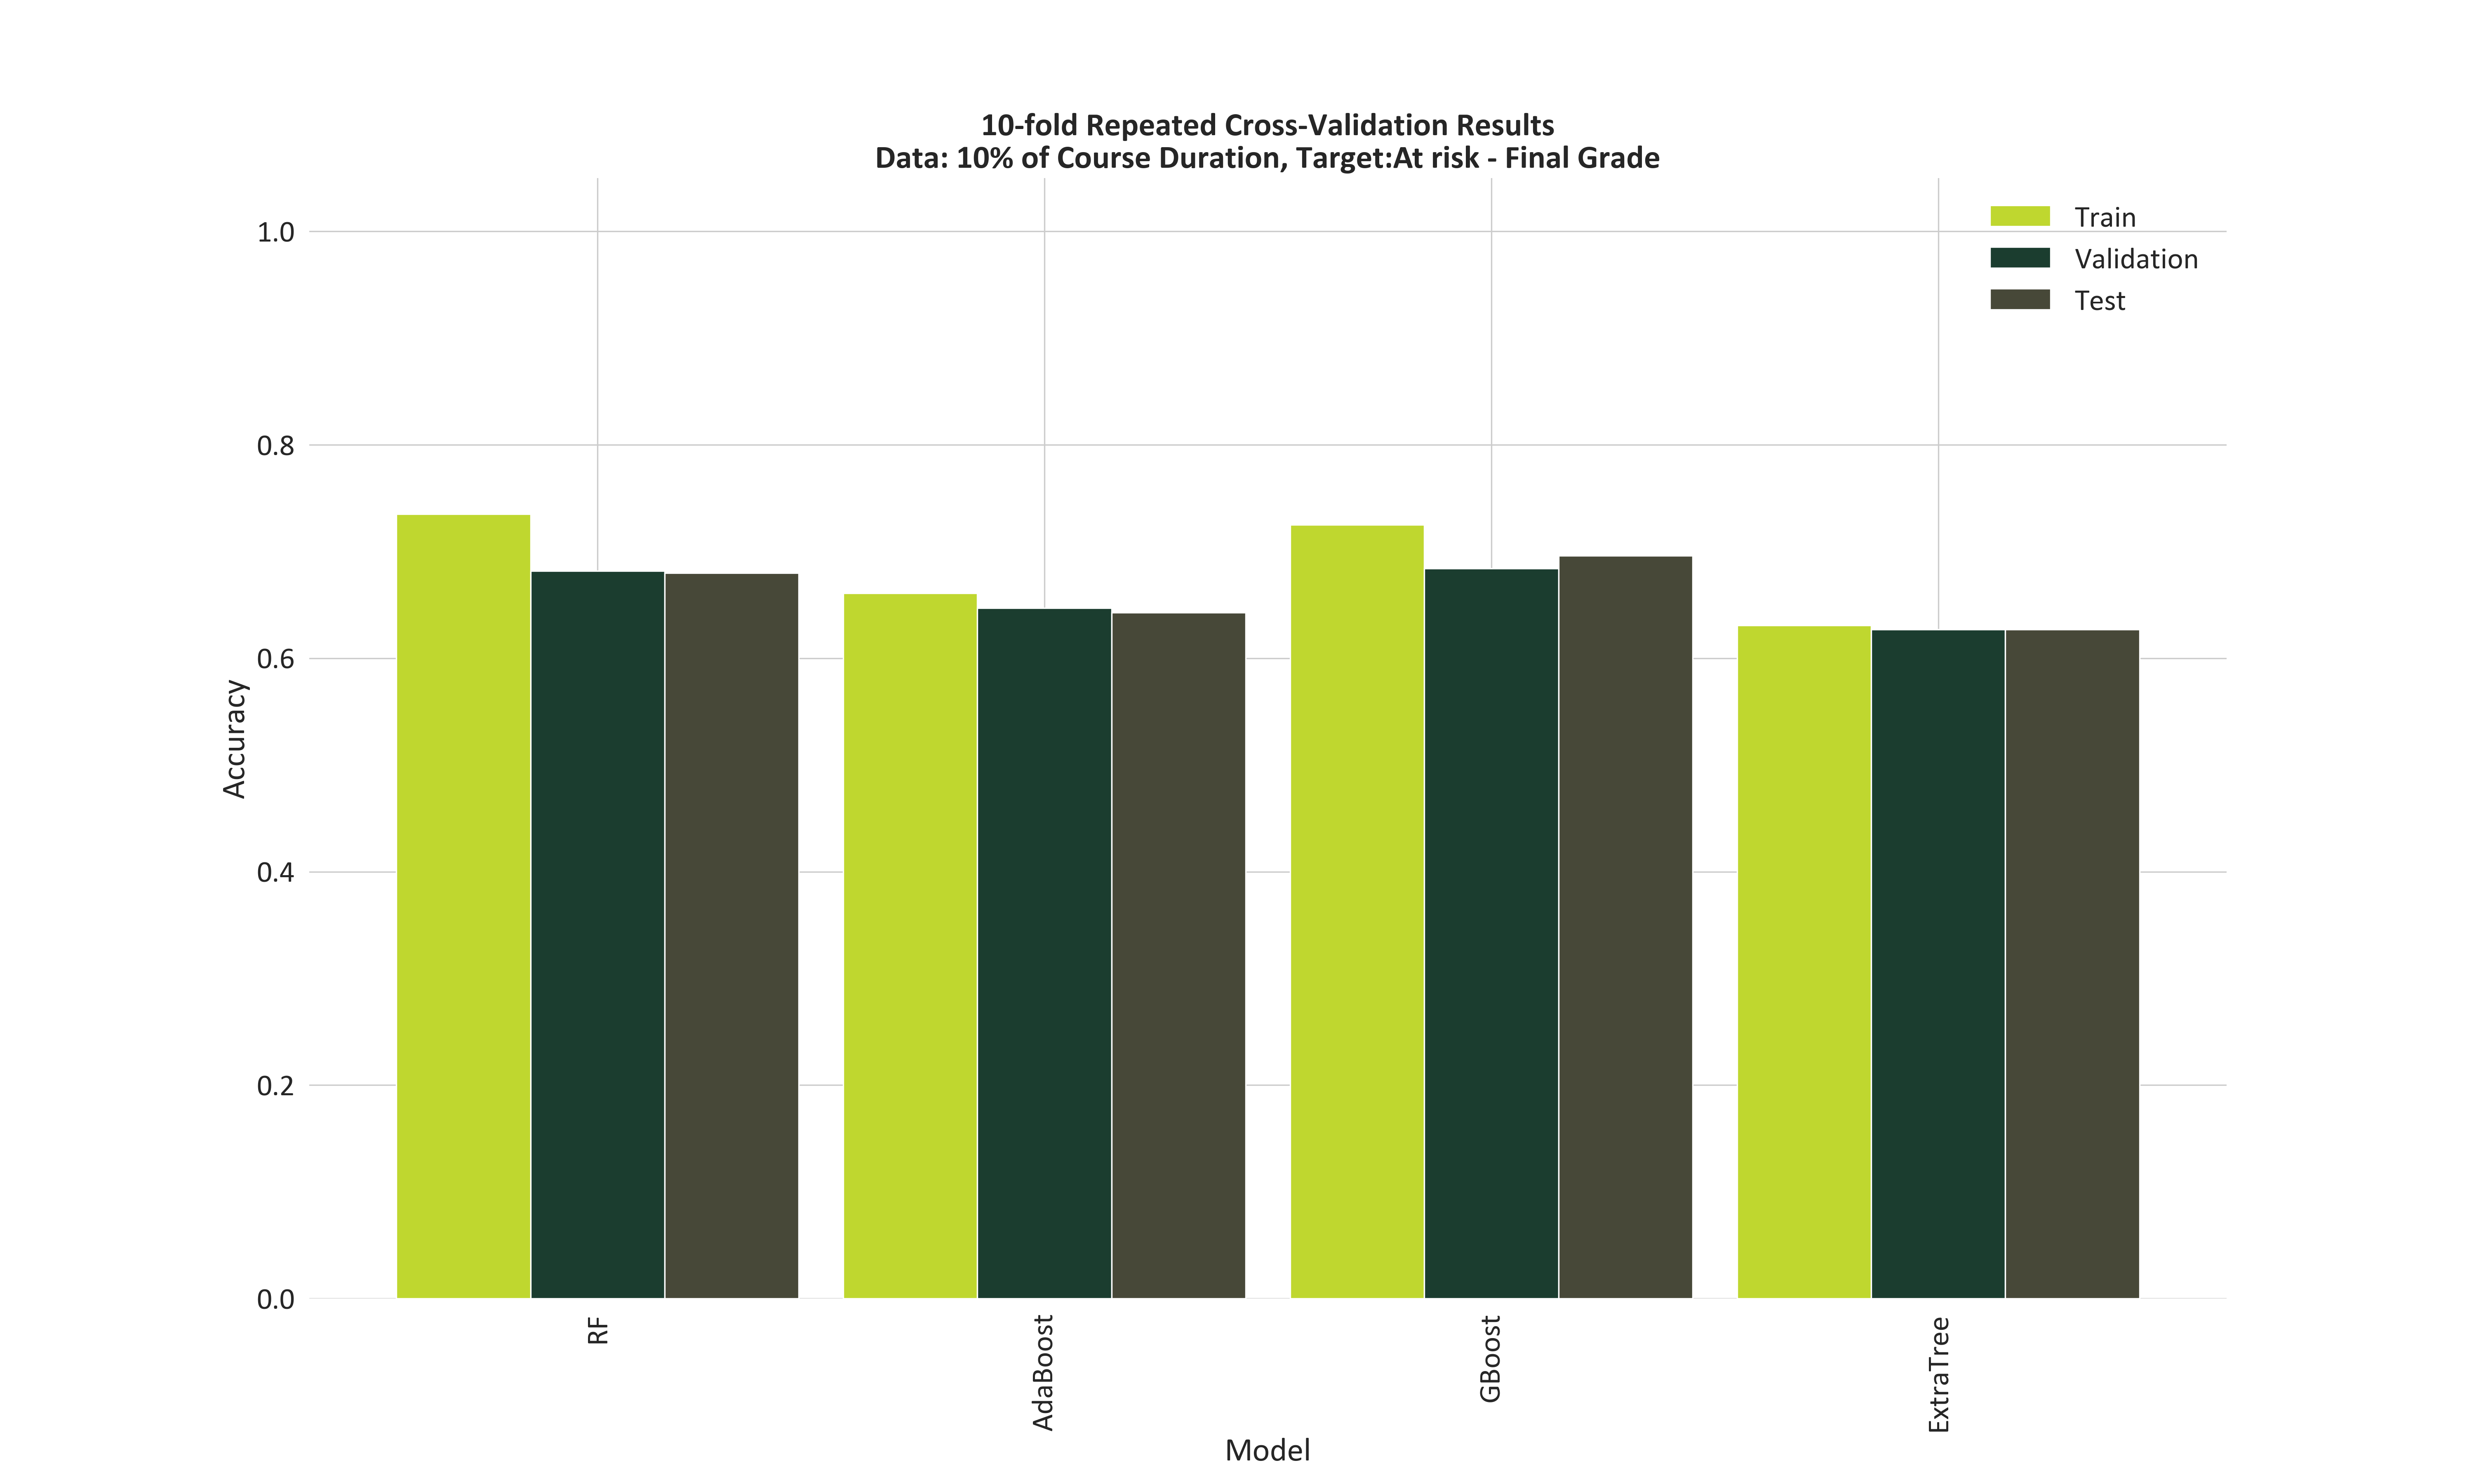 10-fold Repeated Cross-Validation Results
Data: 10% of Course Duration, Target:At risk - Final Grade
Train
Validation
Test
1.0
0.8
0.6
0.4
0.2
0.0
Accuracy
RF
AdaBoost
GBoost
ExtraTree
Model